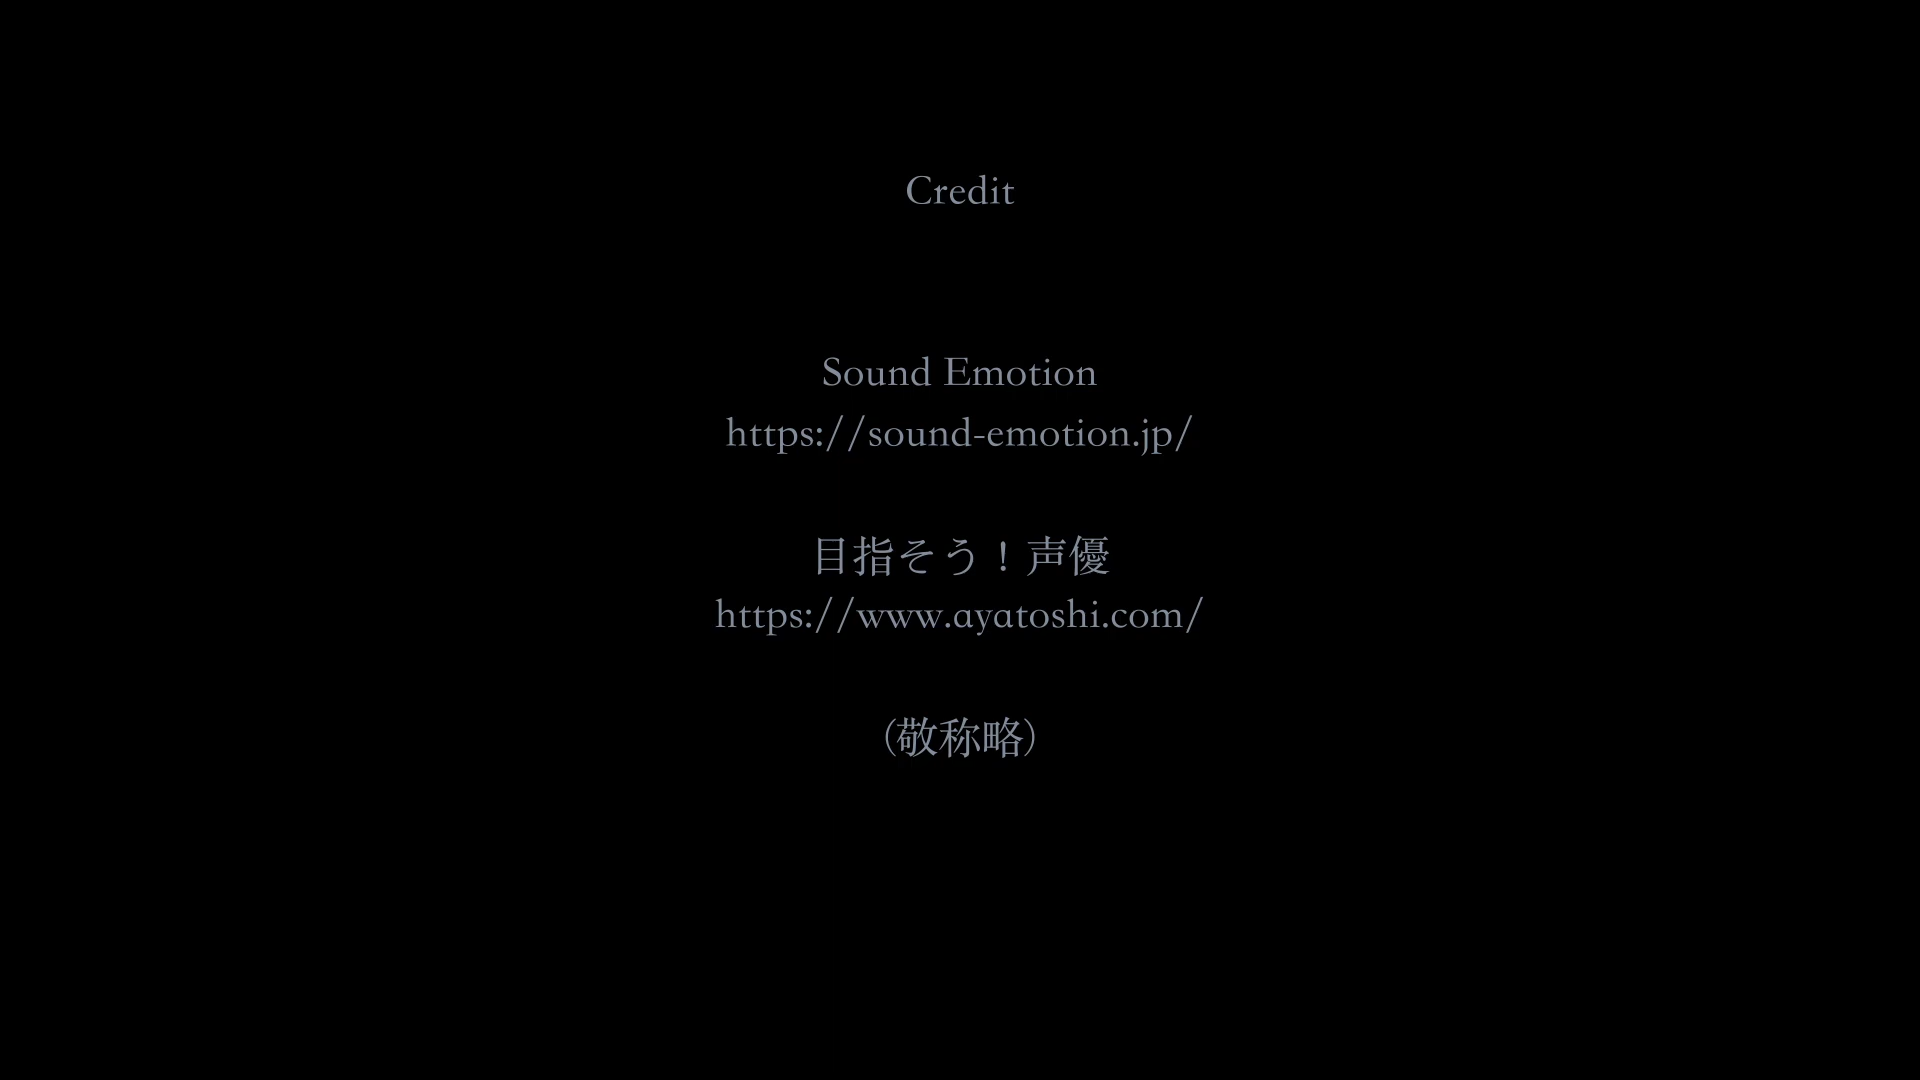 Credit
Sound Emotion
https://sound-emotion.jp/
目指そう！声優
https://www.ayatoshi.com/
（敬称略）